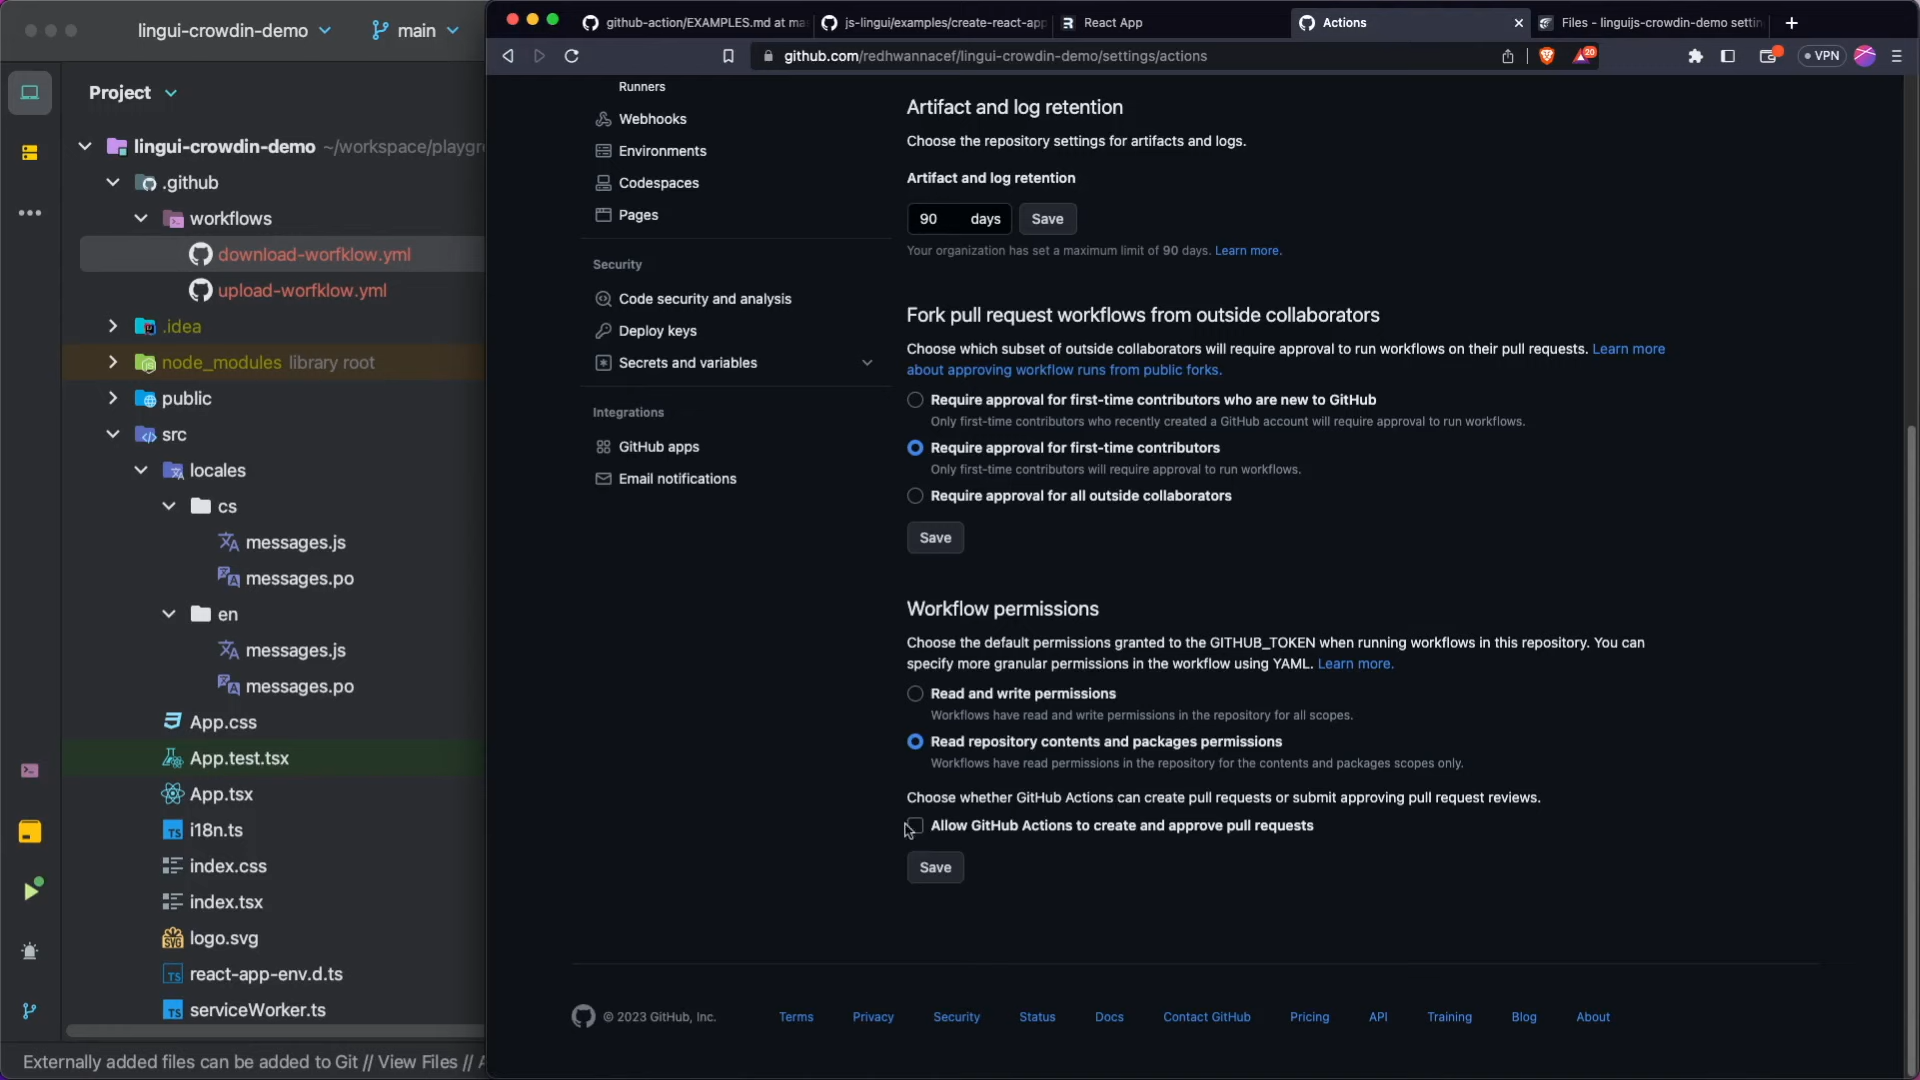 lingui-crowdin-demo
main
Project
lingui-crowdin-demo ~/workspace/playgr
.github
workflows
download-worfklow.yml
upload-worfklow.yml
.idea
node_modules library root
public
src
locales
cs
messages.js
messages.po
en
messages.js
messages.po
App.css
App.test.tsx
App.tsx
i18n.ts
index.css
index.tsx
logo.svg
react-app-env.d.ts
serviceWorker.ts
Externally added files can be added to Git // View Files // A
github-action/EXAMPLES.md at ma
js-lingui/examples/create-react-app
React App
Actions
Files - linguijs-crowdin-demo settin
github.com/redhwannacef/lingui-crowdin-demo/settings/actions
20
VPN
Runners
Webhooks
Environments
Codespaces
Pages
Security
Code security and analysis
Deploy keys
Secrets and variables
Integrations
GitHub apps
Email notifications
Artifact and log retention
Choose the repository settings for artifacts and logs.
Artifact and log retention
90 days Save
Your organization has set a maximum limit of 90 days. Learn more.
Fork pull request workflows from outside collaborators
Choose which subset of outside collaborators will require approval to run workflows on their pull requests. Learn more
about approving workflow runs from public forks.
Require approval for first-time contributors who are new to GitHub
Only first-time contributors who recently created a GitHub account will require approval to run workflows.
Require approval for first-time contributors
Only first-time contributors will require approval to run workflows.
Require approval for all outside collaborators
Save
Workflow permissions
Choose the default permissions granted to the GITHUB_TOKEN when running workflows in this repository. You can
specify more granular permissions in the workflow using YAML. Learn more.
Read and write permissions
Workflows have read and write permissions in the repository for all scopes.
Read repository contents and packages permissions
Workflows have read permissions in the repository for the contents and packages scopes only.
Choose whether GitHub Actions can create pull requests or submit approving pull request reviews.
Allow GitHub Actions to create and approve pull requests
Save
© 2023 GitHub, Inc.
Terms
Privacy
Security
Status
Docs
Contact GitHub
Pricing
API
Training
Blog
About